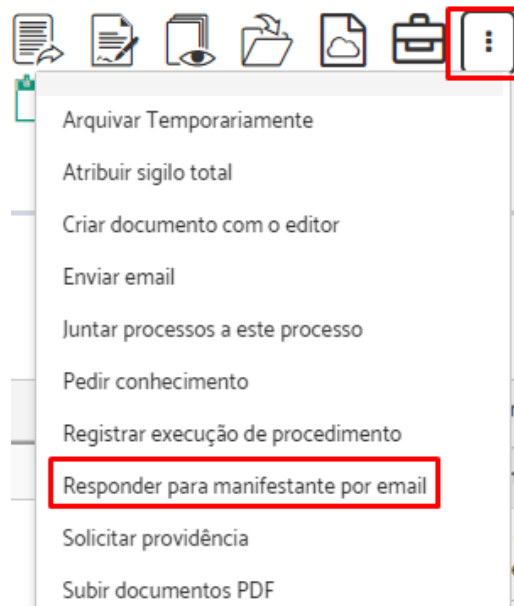 Arquivar Temporariamente
Atribuir sigilo total
Criar documento com o editor
Enviar email
Juntar processos a este processo
Pedir conhecimento
Registrar execução de procedimento
Responder para manifestante por email
Solicitar providência
Subir documentos PDF